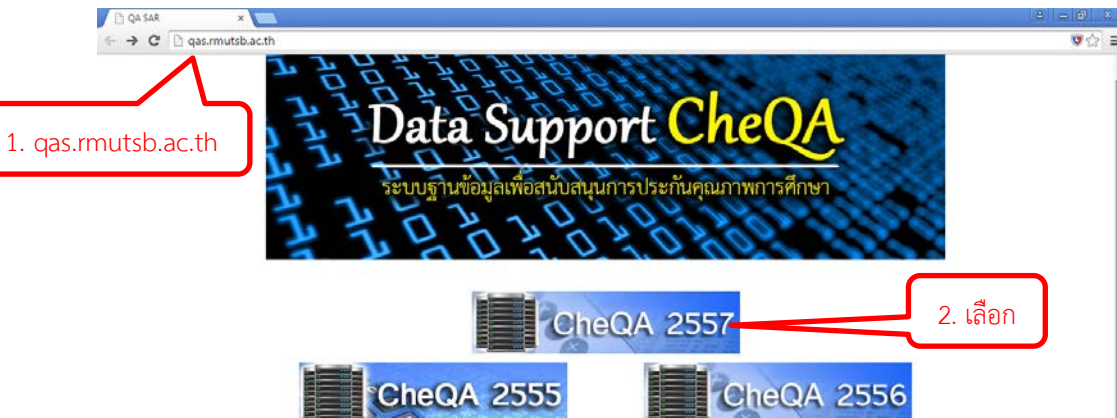 QA SAR
qas.rmutsb.ac.th
1. qas.rmutsb.ac.th
Data Support CheQA
ระบบฐานข้อมูลเพื่อสนับสนุนการประกันคุณภาพการศึกษา
CheQA 2557
2. เลือก
CheQA 2555
CheQA 2556